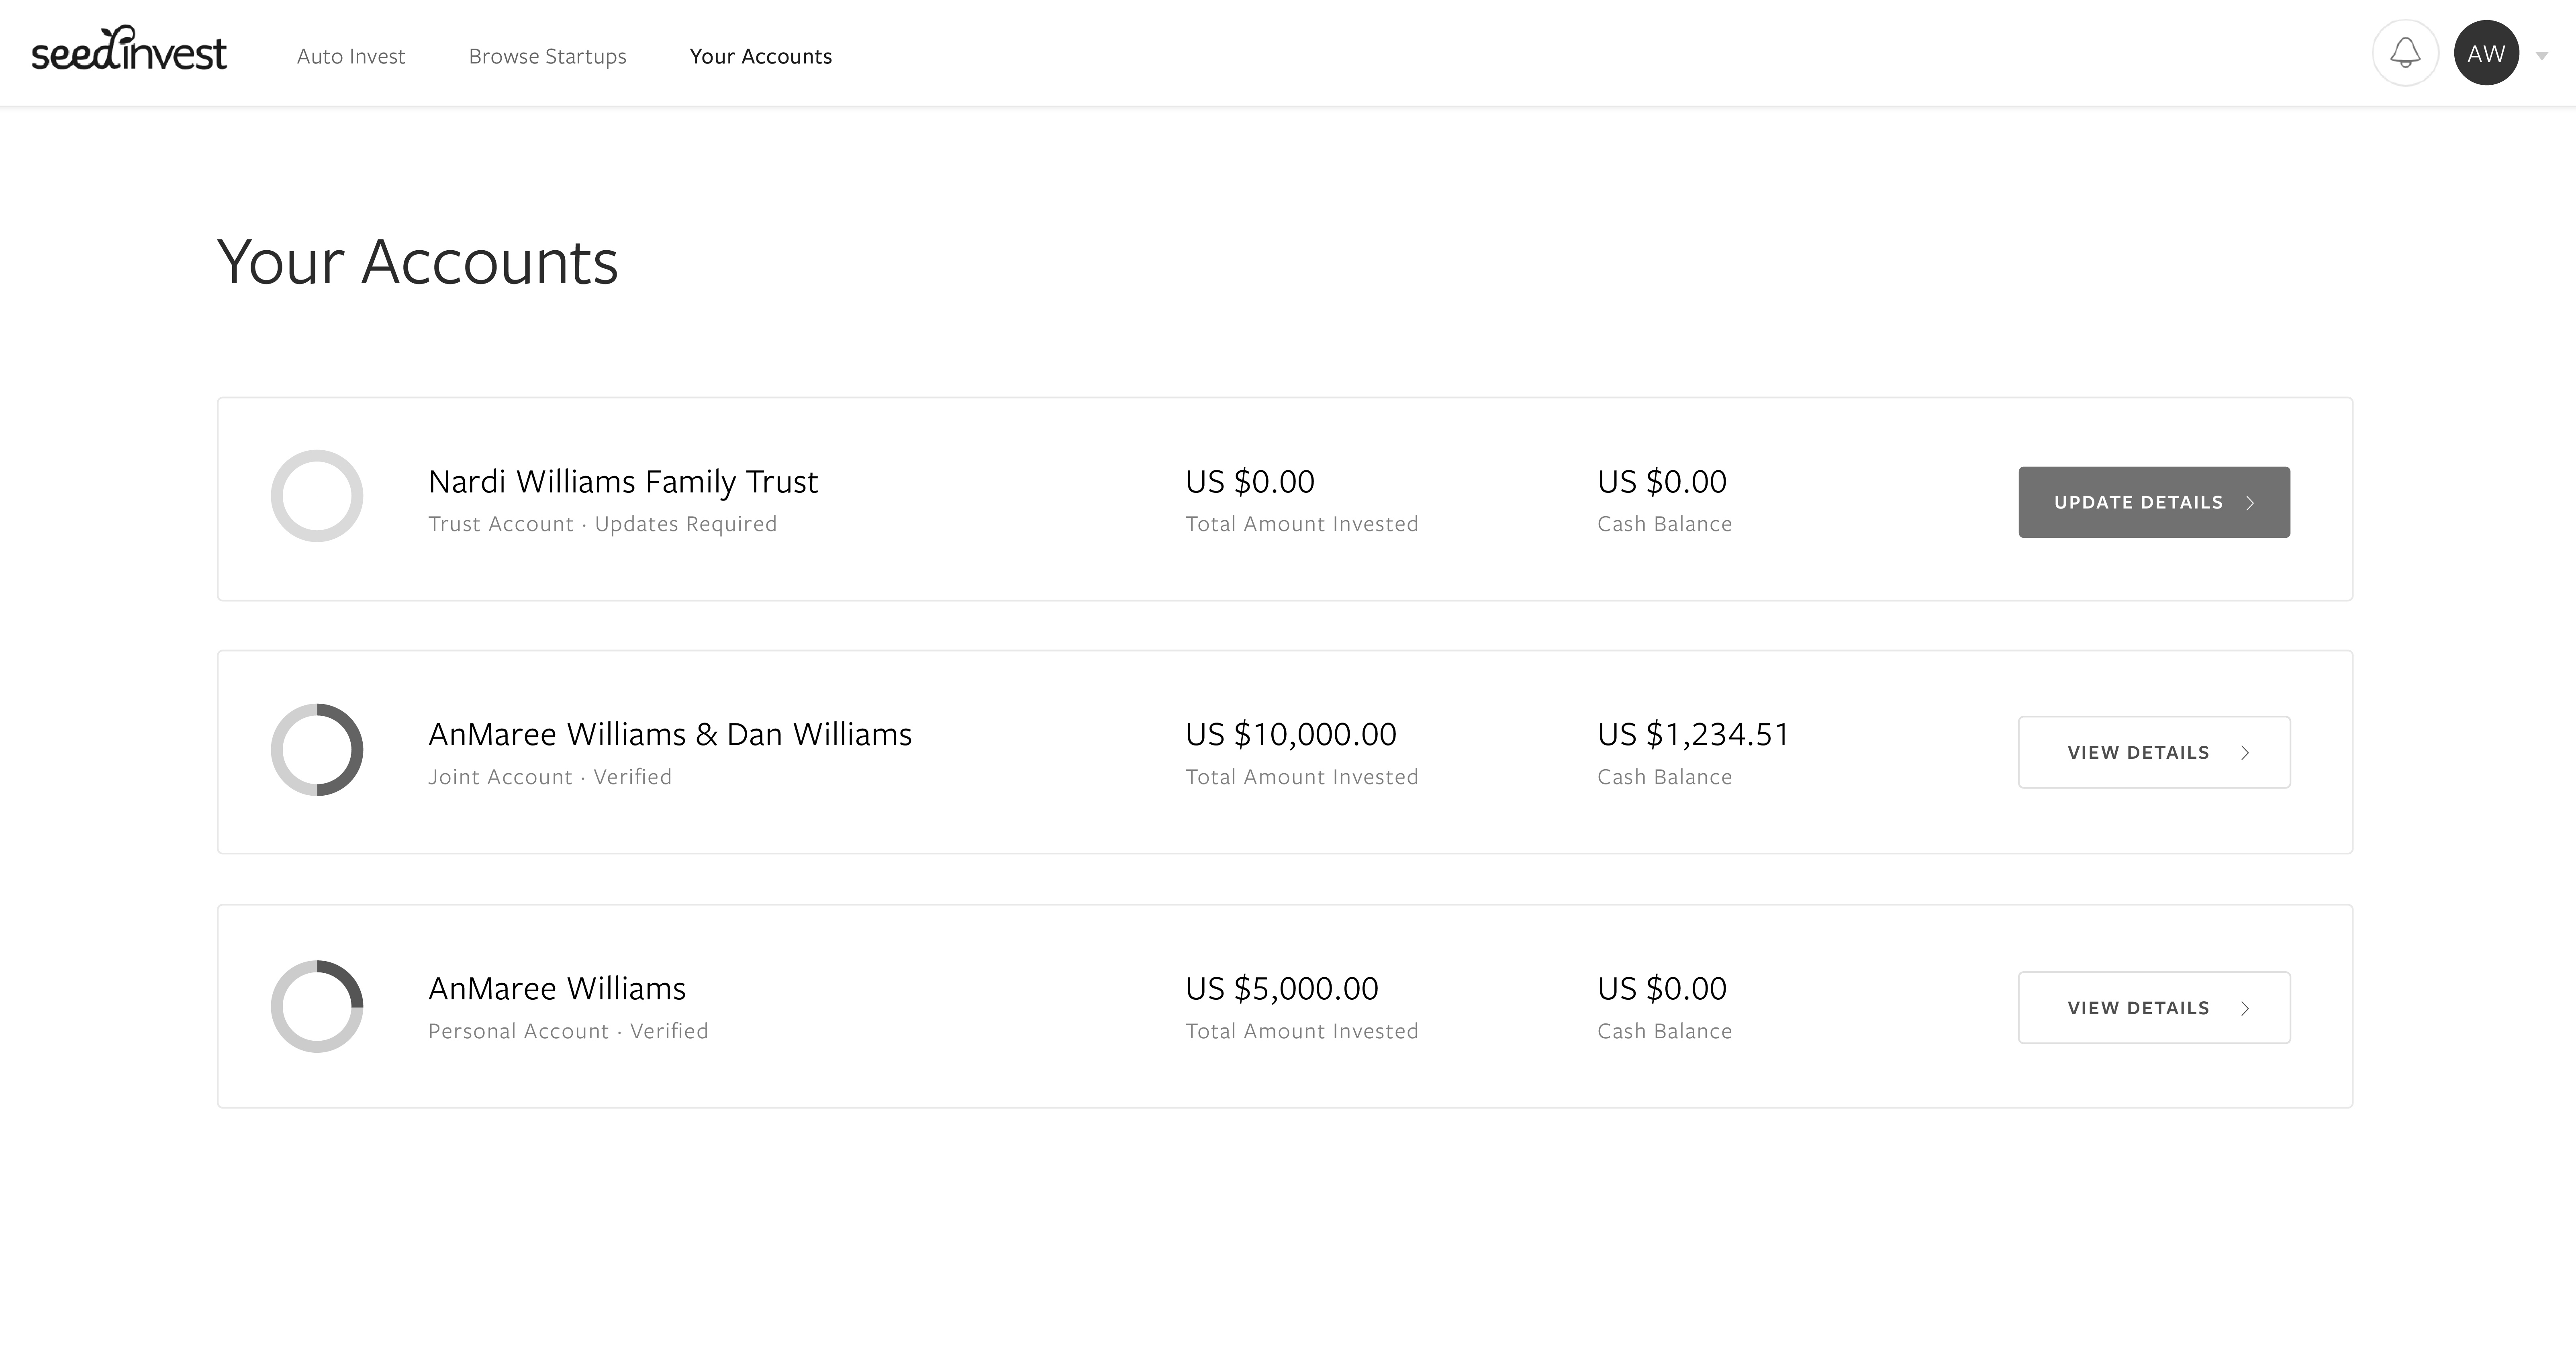 seedinvest Auto Invest Browse Startups Your Accounts AW
Your Accounts
Nardi Williams Family Trust US $0.00 US $0.00
Trust Account · Updates Required Total Amount Invested Cash Balance
UPDATE DETAILS
AnMaree Williams & Dan Williams US $10,000.00 US $1,234.51
Joint Account · Verified Total Amount Invested Cash Balance
VIEW DETAILS
AnMaree Williams US $5,000.00 US $0.00
Personal Account · Verified Total Amount Invested Cash Balance
VIEW DETAILS